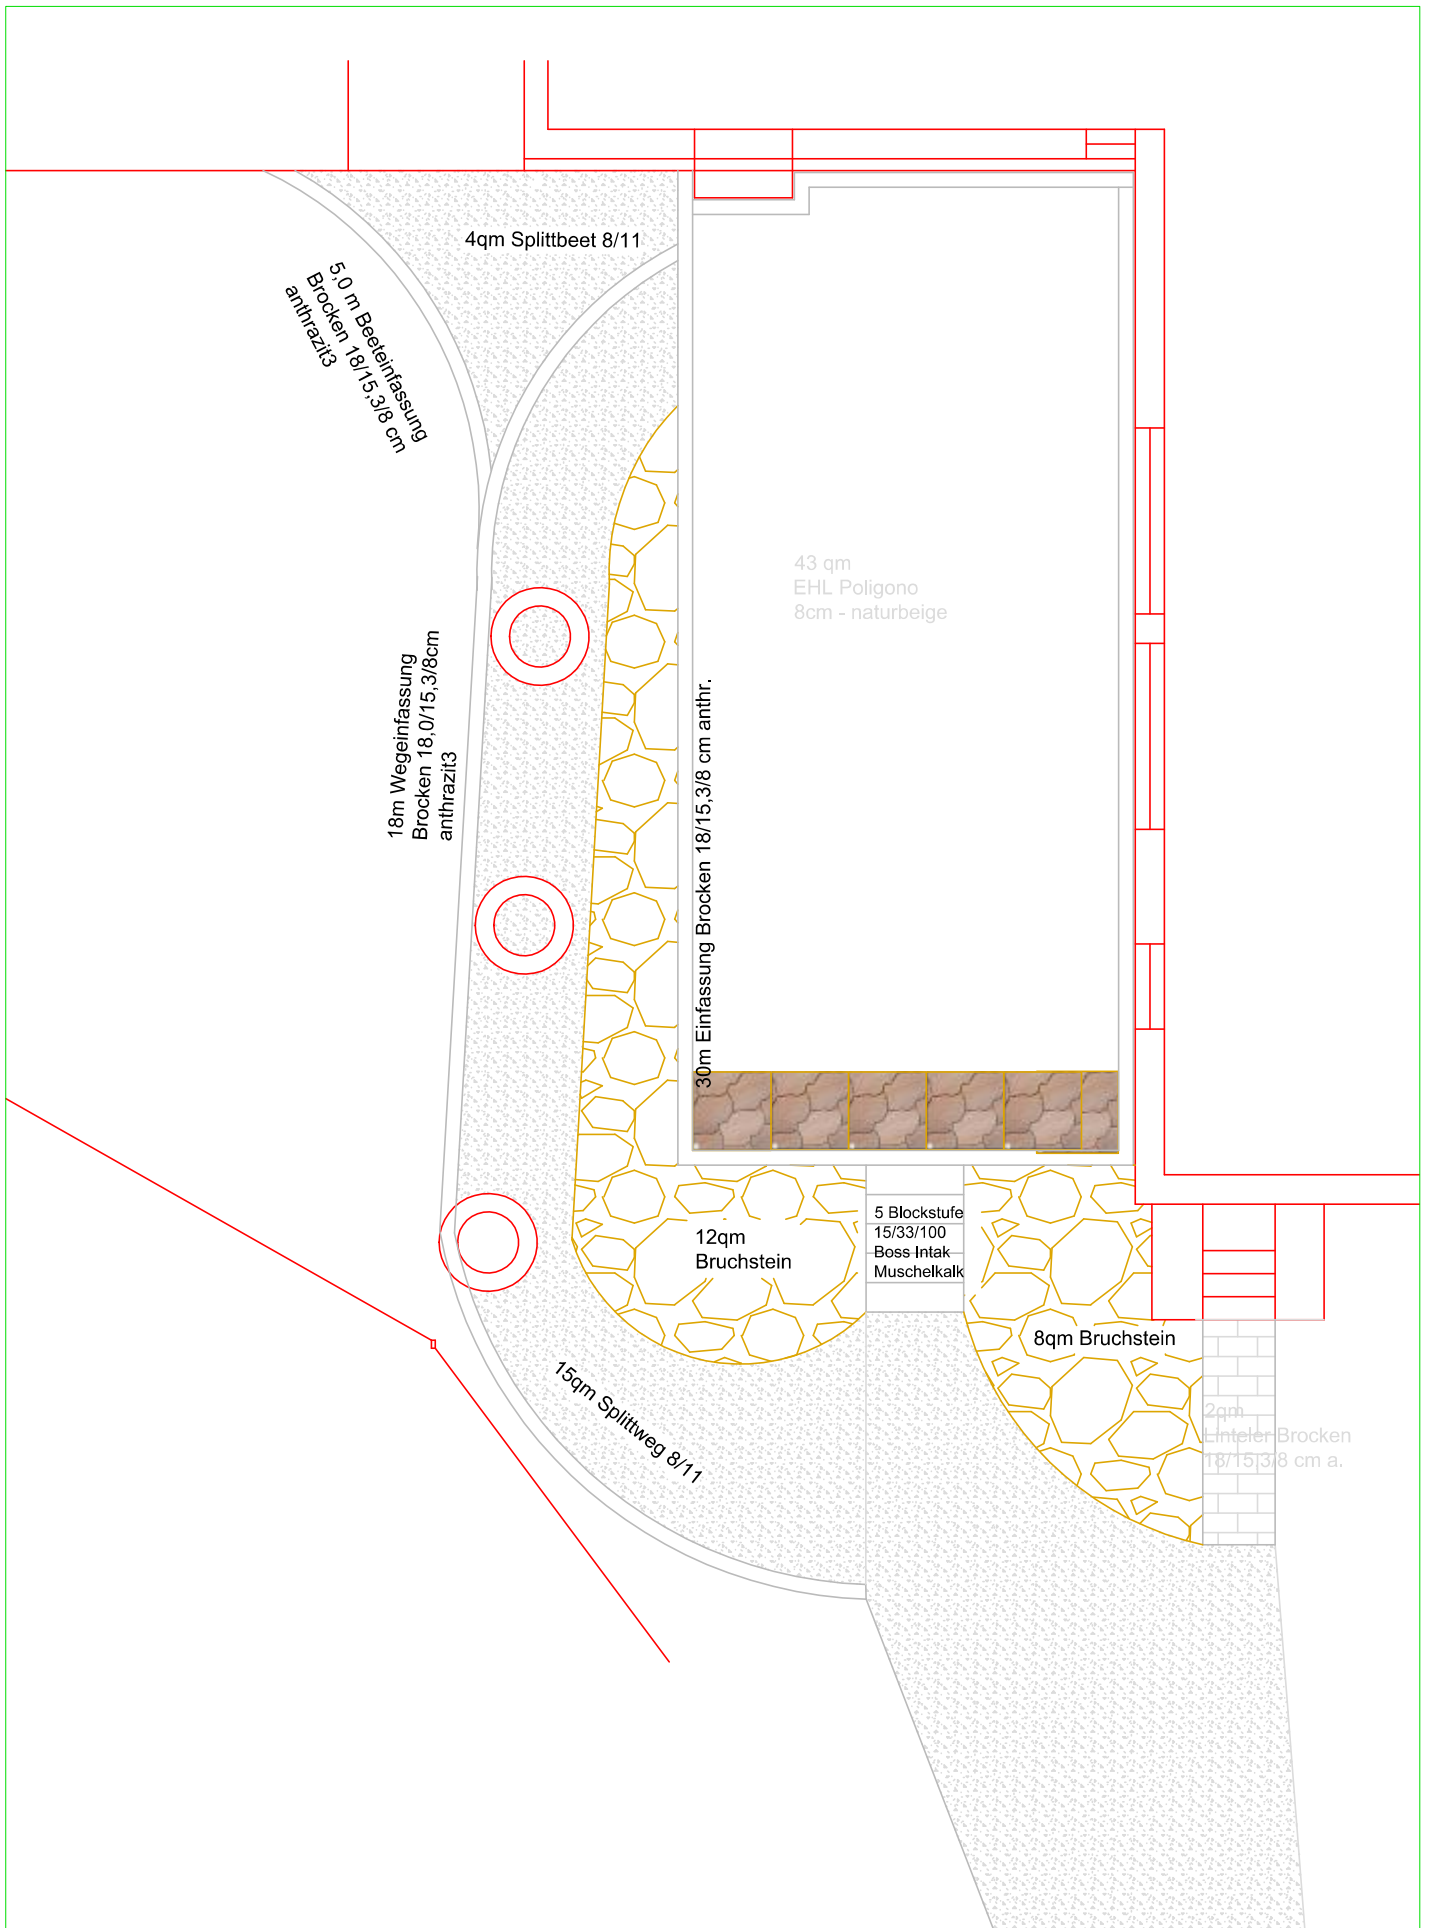 4qm Splittbeet 8/11
5,0 m Beeteinfassung
Brocken 18/15,3/8 cm
anthrazit3
43 qm
EHL Poligono
8cm - naturbeige
18m Wegeinfassung
Brocken 18,0/15,3/8cm
anthrazit3
30m Einfassung Brocken 18/15,3/8 cm anthr.
5 Blockstufe
15/33/100
Boss Intak
Muschelkalk
12qm
Bruchstein
8qm Bruchstein
15qm Splittweg 8/11
2qm
Linteler Brocken
18/15,3/8 cm a.